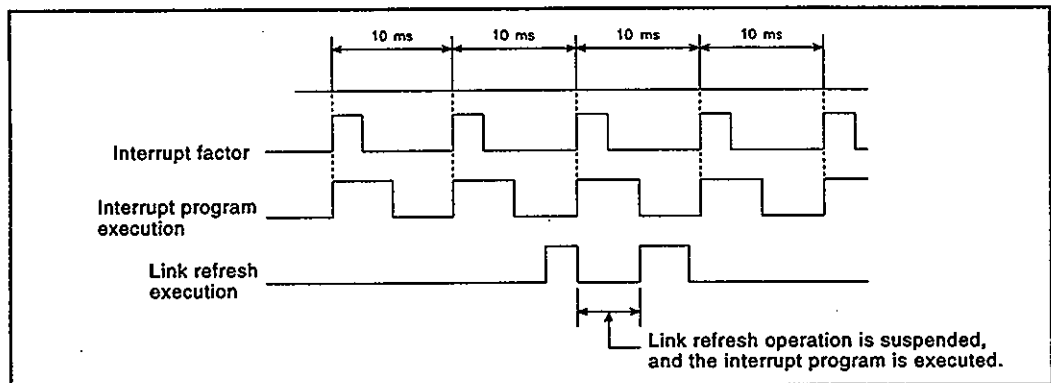 10 ms 10 ms 10 ms 10 ms
Interrupt factor
Interrupt program
execution
Link refresh
execution
Link refresh operation is suspended,
and the interrupt program is executed.